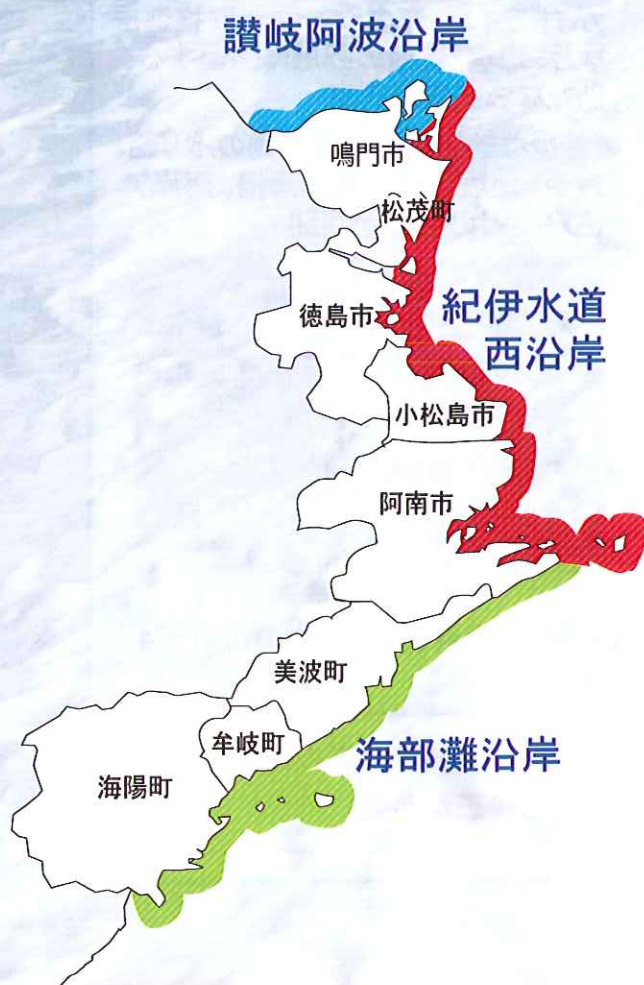 讃岐阿波沿岸
鳴門市
松茂町
徳島市
紀伊水道
西沿岸
小松島市
阿南市
美波町
牟岐町
海部灘沿岸
海陽町